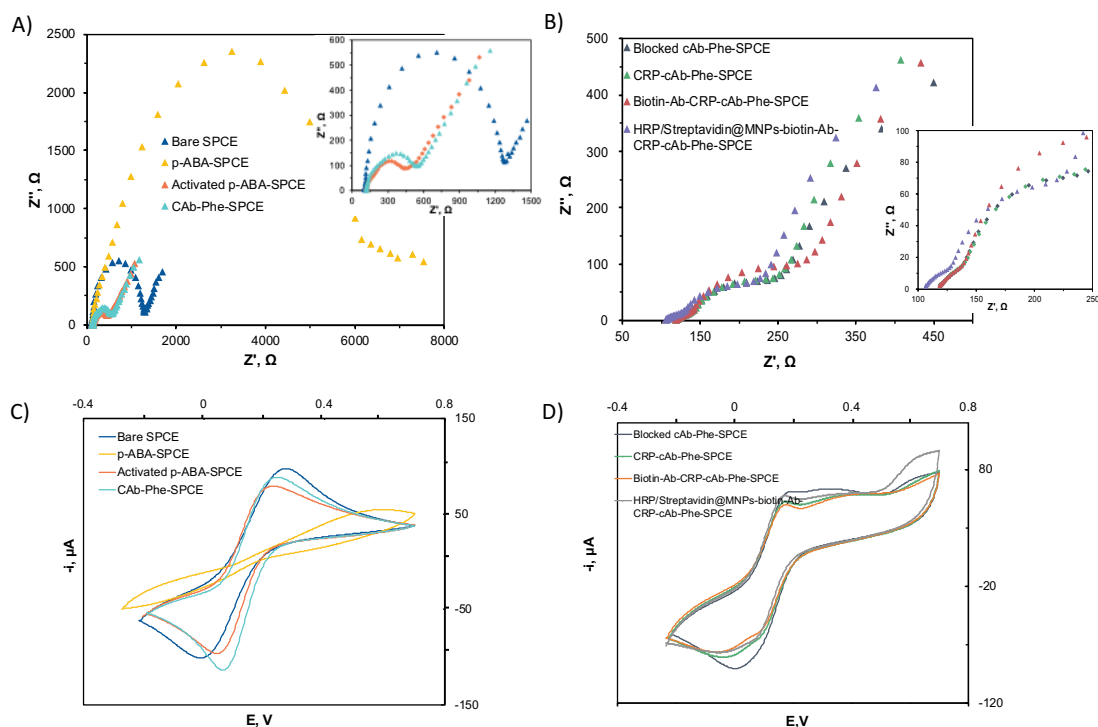 A)
2500
2000
1500
1000
500
0
Z'', Ω
0
2000
4000
6000
8000
Z', Ω
Bare SPCE
p-ABA-SPCE
Activated p-ABA-SPCE
CAb-Phe-SPCE
600
500
400
300
200
100
0
Z'', Ω
0
300
600
900
1200
1500
Z', Ω
B)
500
400
300
200
100
0
Z'', Ω
50
150
250
350
450
Z', Ω
Blocked cAb-Phe-SPCE
CRP-cAb-Phe-SPCE
Biotin-Ab-CRP-cAb-Phe-SPCE
HRP/Streptavidin@MNPs-biotin-Ab-
CRP-cAb-Phe-SPCE
100
80
60
40
20
0
Z'', Ω
100
150
200
250
Z', Ω
C)
-0.4
0
0.4
0.8
150
50
-50
-150
-i, µA
Bare SPCE
p-ABA-SPCE
Activated p-ABA-SPCE
CAb-Phe-SPCE
E, V
D)
-0.4
0
0.4
0.8
80
-20
-120
-i, µA
Blocked cAb-Phe-SPCE
CRP-cAb-Phe-SPCE
Biotin-Ab-CRP-cAb-Phe-SPCE
HRP/Streptavidin@MNPs-biotin-Ab-
CRP-cAb-Phe-SPCE
E,V